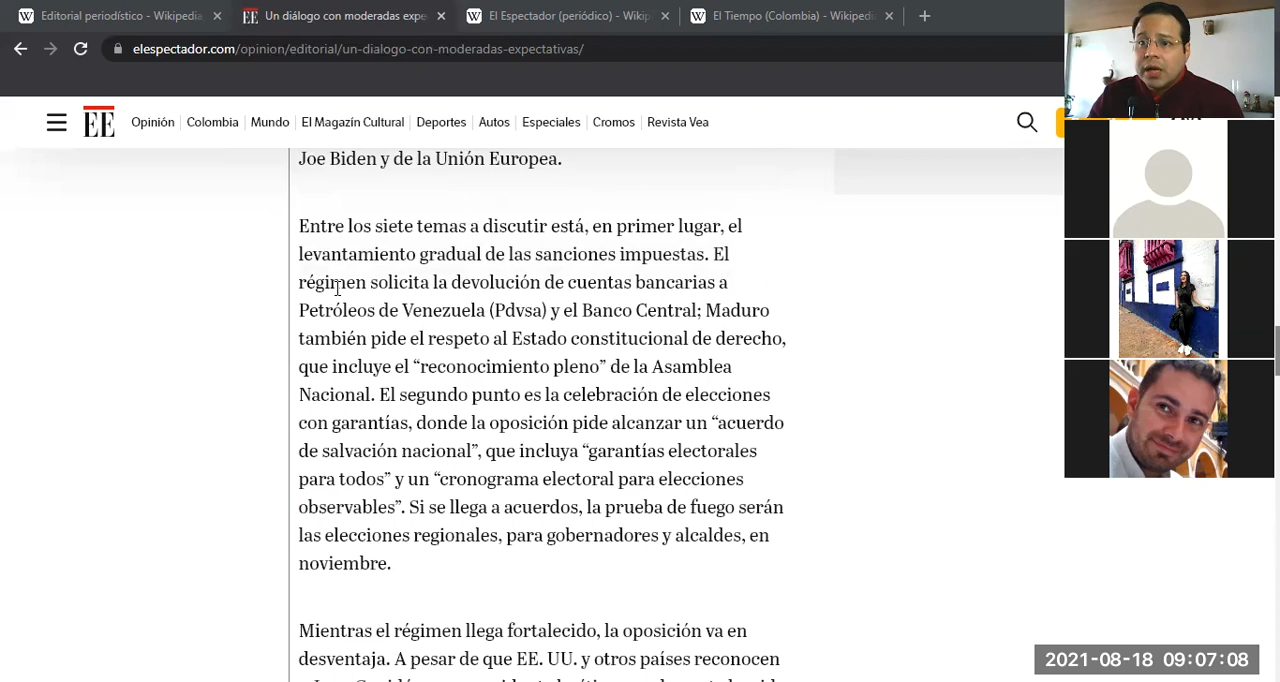 Editorial periodístico - Wikipedia
Un diálogo con moderadas expe
El Espectador (periódico) - Wikip
El Tiempo (Colombia) - Wikipedi
elespectador.com/opinion/editorial/un-dialogo-con-moderadas-expectativas/
EE
Opinión
Colombia
Mundo
El Magazín Cultural
Deportes
Autos
Especiales
Cromos
Revista Vea
Joe Biden y de la Unión Europea.
Entre los siete temas a discutir está, en primer lugar, el
levantamiento gradual de las sanciones impuestas. El
régimen solicita la devolución de cuentas bancarias a
Petróleos de Venezuela (Pdvsa) y el Banco Central; Maduro
también pide el respeto al Estado constitucional de derecho,
que incluye el “reconocimiento pleno” de la Asamblea
Nacional. El segundo punto es la celebración de elecciones
con garantías, donde la oposición pide alcanzar un “acuerdo
de salvación nacional”, que incluya “garantías electorales
para todos” y un “cronograma electoral para elecciones
observables”. Si se llega a acuerdos, la prueba de fuego serán
las elecciones regionales, para gobernadores y alcaldes, en
noviembre.
Mientras el régimen llega fortalecido, la oposición va en
desventaja. A pesar de que EE. UU. y otros países reconocen
2021-08-18 09:07:08